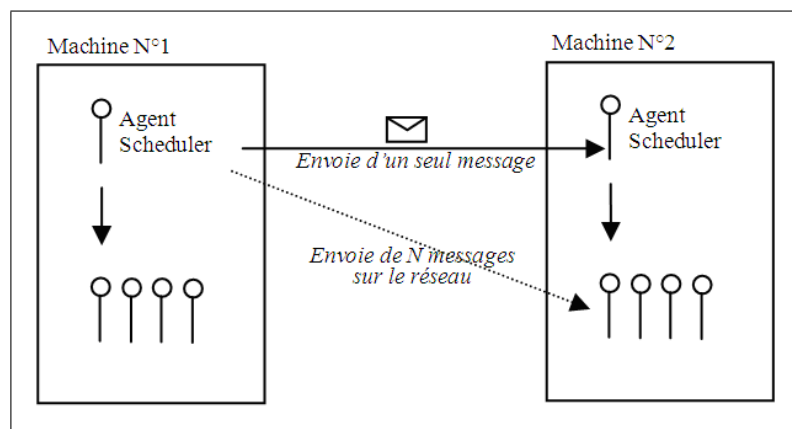 Machine N°1
Machine N°2
Agent
Scheduler
Agent
Scheduler
Envoie d'un seul message
Envoie de N messages
sur le réseau